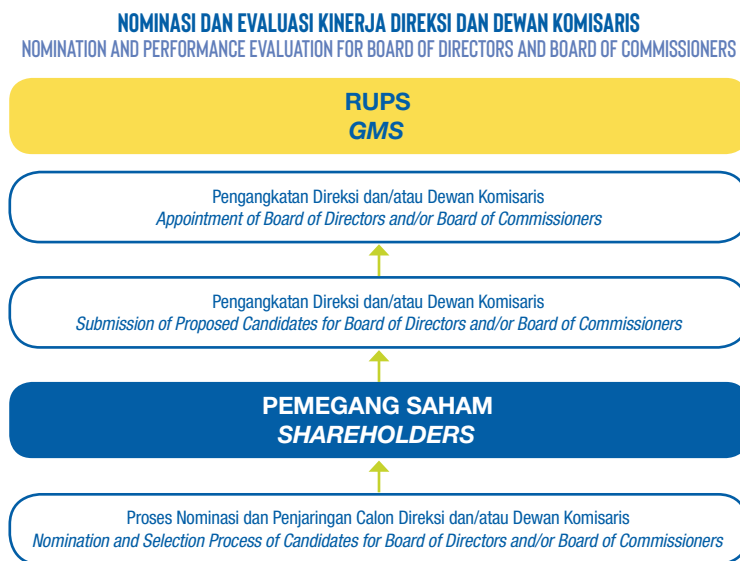 NOMINASI DAN EVALUASI KINERJA DIREKSI DAN DEWAN KOMISARIS
NOMINATION AND PERFORMANCE EVALUATION FOR BOARD OF DIRECTORS AND BOARD OF COMMISSIONERS
RUPS
GMS
Pengangkatan Direksi dan/atau Dewan Komisaris
Appointment of Board of Directors and/or Board of Commissioners
Pengangkatan Direksi dan/atau Dewan Komisaris
Submission of Proposed Candidates for Board of Directors and/or Board of Commissioners
PEMEGANG SAHAM
SHAREHOLDERS
Proses Nominasi dan Penjaringan Calon Direksi dan/atau Dewan Komisaris
Nomination and Selection Process of Candidates for Board of Directors and/or Board of Commissioners